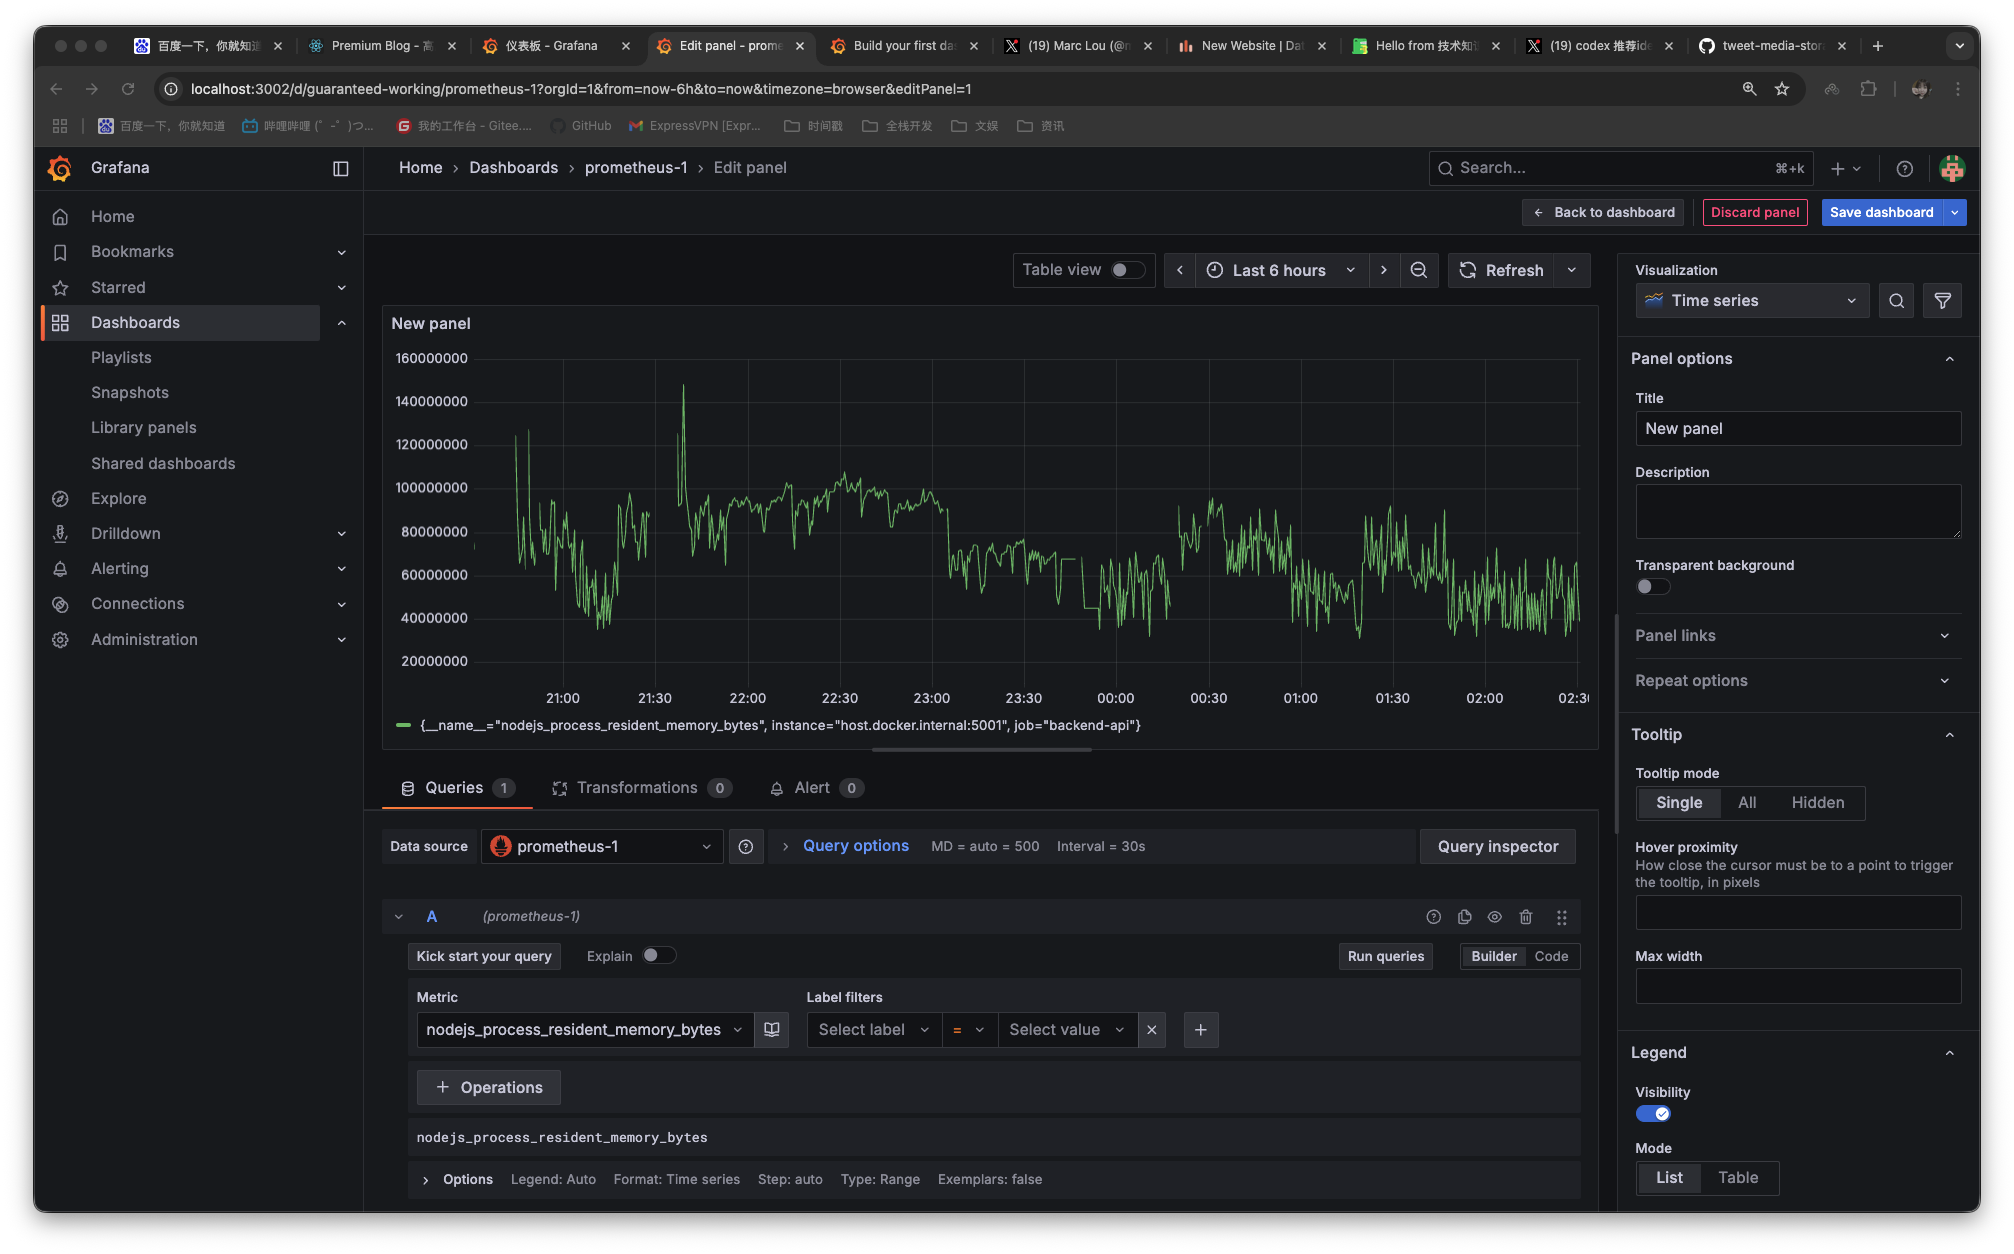 百度一下，你就知道
Premium Blog - 高
仪表板 - Grafana
Edit panel - prome
Build your first da
(19) Marc Lou (@n
New Website | Dat
Hello from 技术知识
(19) codex 推荐ide
tweet-media-stor
localhost:3002/d/guaranteed-working/prometheus-1?orgId=1&from=now-6h&to=now&timezone=browser&editPanel=1
百度一下，你就知道
哔哩哔哩 (゜-゜)つ...
我的工作台 - Gitee....
GitHub
ExpressVPN [Expr...
时间戳
全栈开发
文娱
资讯
Grafana
Home › Dashboards › prometheus-1 › Edit panel
Search...
⌘+k
Back to dashboard
Discard panel
Save dashboard
Home
Bookmarks
Starred
Dashboards
Playlists
Snapshots
Library panels
Shared dashboards
Explore
Drilldown
Alerting
Connections
Administration
Table view
Last 6 hours
Refresh
New panel
160000000
140000000
120000000
100000000
80000000
60000000
40000000
20000000
21:00 21:30 22:00 22:30 23:00 23:30 00:00 00:30 01:00 01:30 02:00 02:30
{__name__="nodejs_process_resident_memory_bytes", instance="host.docker.internal:5001", job="backend-api"}
Queries 1
Transformations 0
Alert 0
Data source
prometheus-1
Query options
MD = auto = 500
Interval = 30s
Query inspector
A
(prometheus-1)
Kick start your query
Explain
Run queries
Builder
Code
Metric
Label filters
nodejs_process_resident_memory_bytes
Select label
=
Select value
+ Operations
nodejs_process_resident_memory_bytes
Options
Legend: Auto
Format: Time series
Step: auto
Type: Range
Exemplars: false
Visualization
Time series
Panel options
Title
New panel
Description
Transparent background
Panel links
Repeat options
Tooltip
Tooltip mode
Single
All
Hidden
Hover proximity
How close the cursor must be to a point to trigger
the tooltip, in pixels
Max width
Legend
Visibility
Mode
List
Table